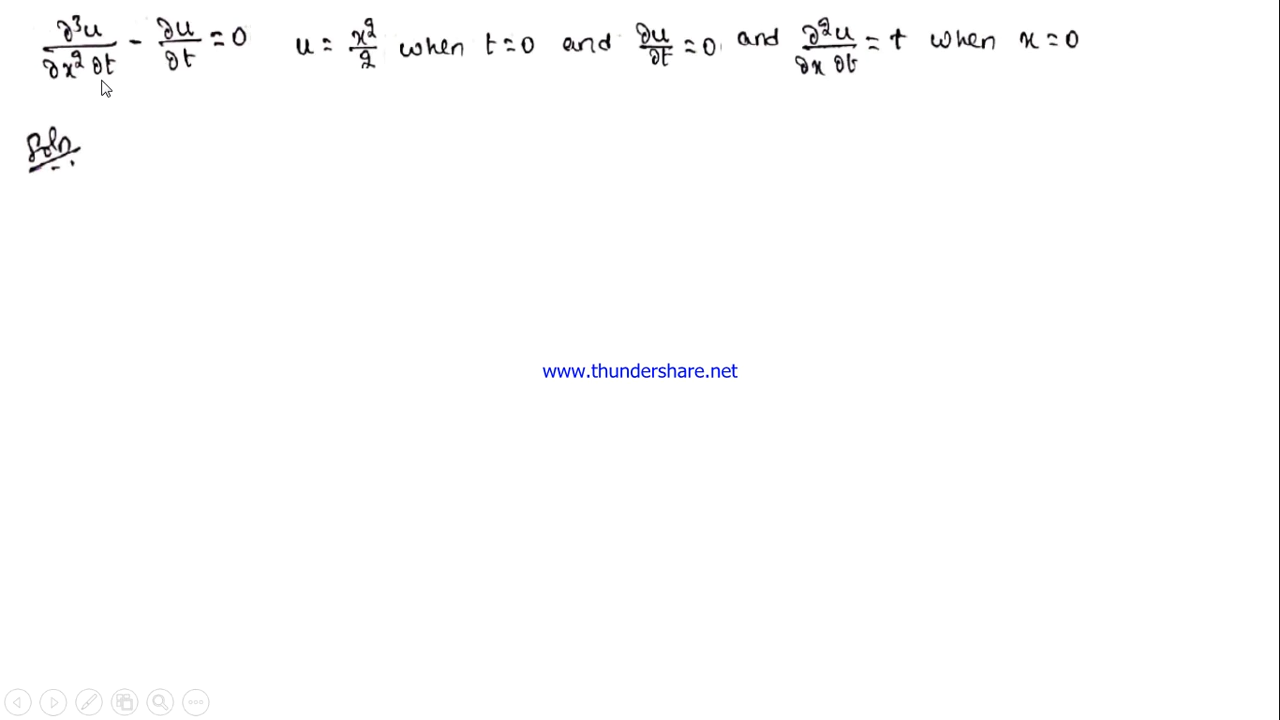 ∂³u/∂x²∂t - ∂u/∂t = 0 u = x²/2 when t = 0 and ∂u/∂t = 0 and ∂²u/∂x ∂t = t when x = 0
Soln
www.thundershare.net